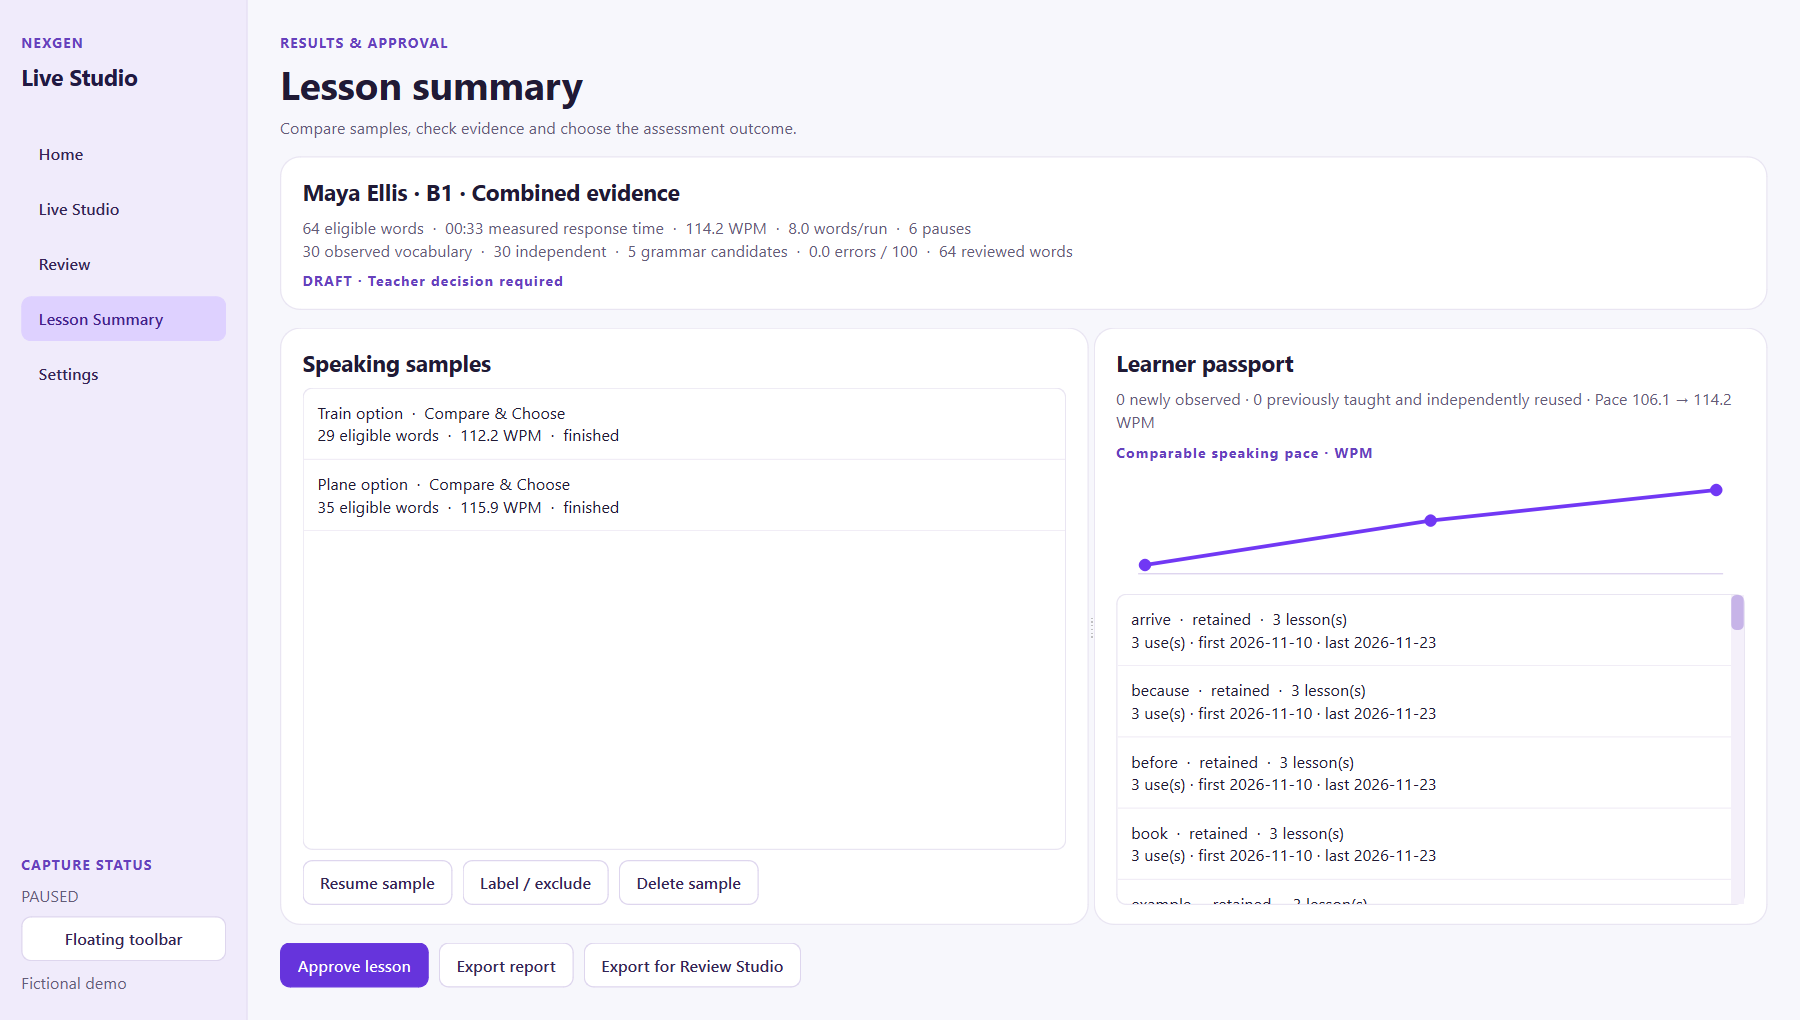 NEXGEN
Live Studio
Home
Live Studio
Review
Lesson Summary
Settings
CAPTURE STATUS
PAUSED
Floating toolbar
Fictional demo
RESULTS & APPROVAL
Lesson summary
Compare samples, check evidence and choose the assessment outcome.
Maya Ellis · B1 · Combined evidence
64 eligible words · 00:33 measured response time · 114.2 WPM · 8.0 words/run · 6 pauses
30 observed vocabulary · 30 independent · 5 grammar candidates · 0.0 errors / 100 · 64 reviewed words
DRAFT · Teacher decision required
Speaking samples
Train option · Compare & Choose
29 eligible words · 112.2 WPM · finished
Plane option · Compare & Choose
35 eligible words · 115.9 WPM · finished
Resume sample
Label / exclude
Delete sample
Learner passport
0 newly observed · 0 previously taught and independently reused · Pace 106.1 → 114.2
WPM
Comparable speaking pace · WPM
arrive · retained · 3 lesson(s)
3 use(s) · first 2026-11-10 · last 2026-11-23
because · retained · 3 lesson(s)
3 use(s) · first 2026-11-10 · last 2026-11-23
before · retained · 3 lesson(s)
3 use(s) · first 2026-11-10 · last 2026-11-23
book · retained · 3 lesson(s)
3 use(s) · first 2026-11-10 · last 2026-11-23
example · retained · 3 lesson(s)
Approve lesson
Export report
Export for Review Studio